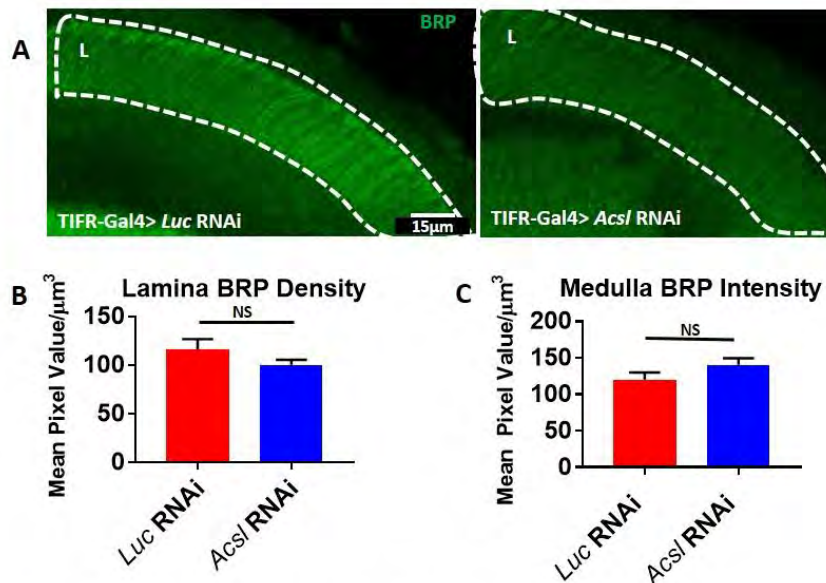 A
BRP
L
L
TIFR-Gal4> Luc RNAi
15μm
TIFR-Gal4> Acsl RNAi
B
Lamina BRP Density
Mean Pixel Value/μm³
150
100
50
0
NS
Luc RNAi
Acsl RNAi
C
Medulla BRP Intensity
Mean Pixel Value/μm³
200
150
100
50
0
NS
Luc RNAi
Acsl RNAi